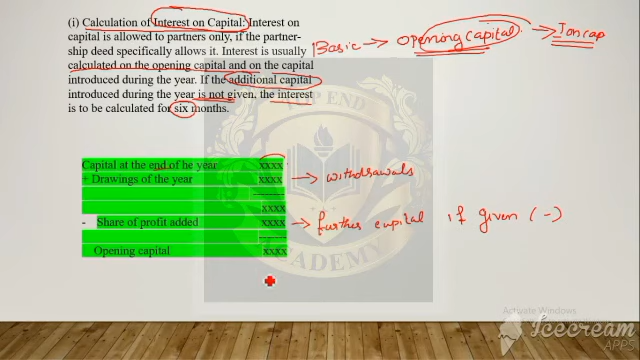 (i) Calculation of Interest on Capital: Interest on
capital is allowed to partners only, if the partner-
ship deed specifically allows it. Interest is usually
calculated on the opening capital and on the capital
introduced during the year. If the additional capital
introduced during the year is not given, the interest
is to be calculated for six months.
Basic → opening capital → I on cap
TOP END
ACADEMY
Capital at the end of he year xxxx
+ Drawings of the year xxxx → withdrawals
xxxx
- Share of profit added xxxx → further capital if given (-)
Opening capital xxxx
Activate Windows
Icecream
APPS